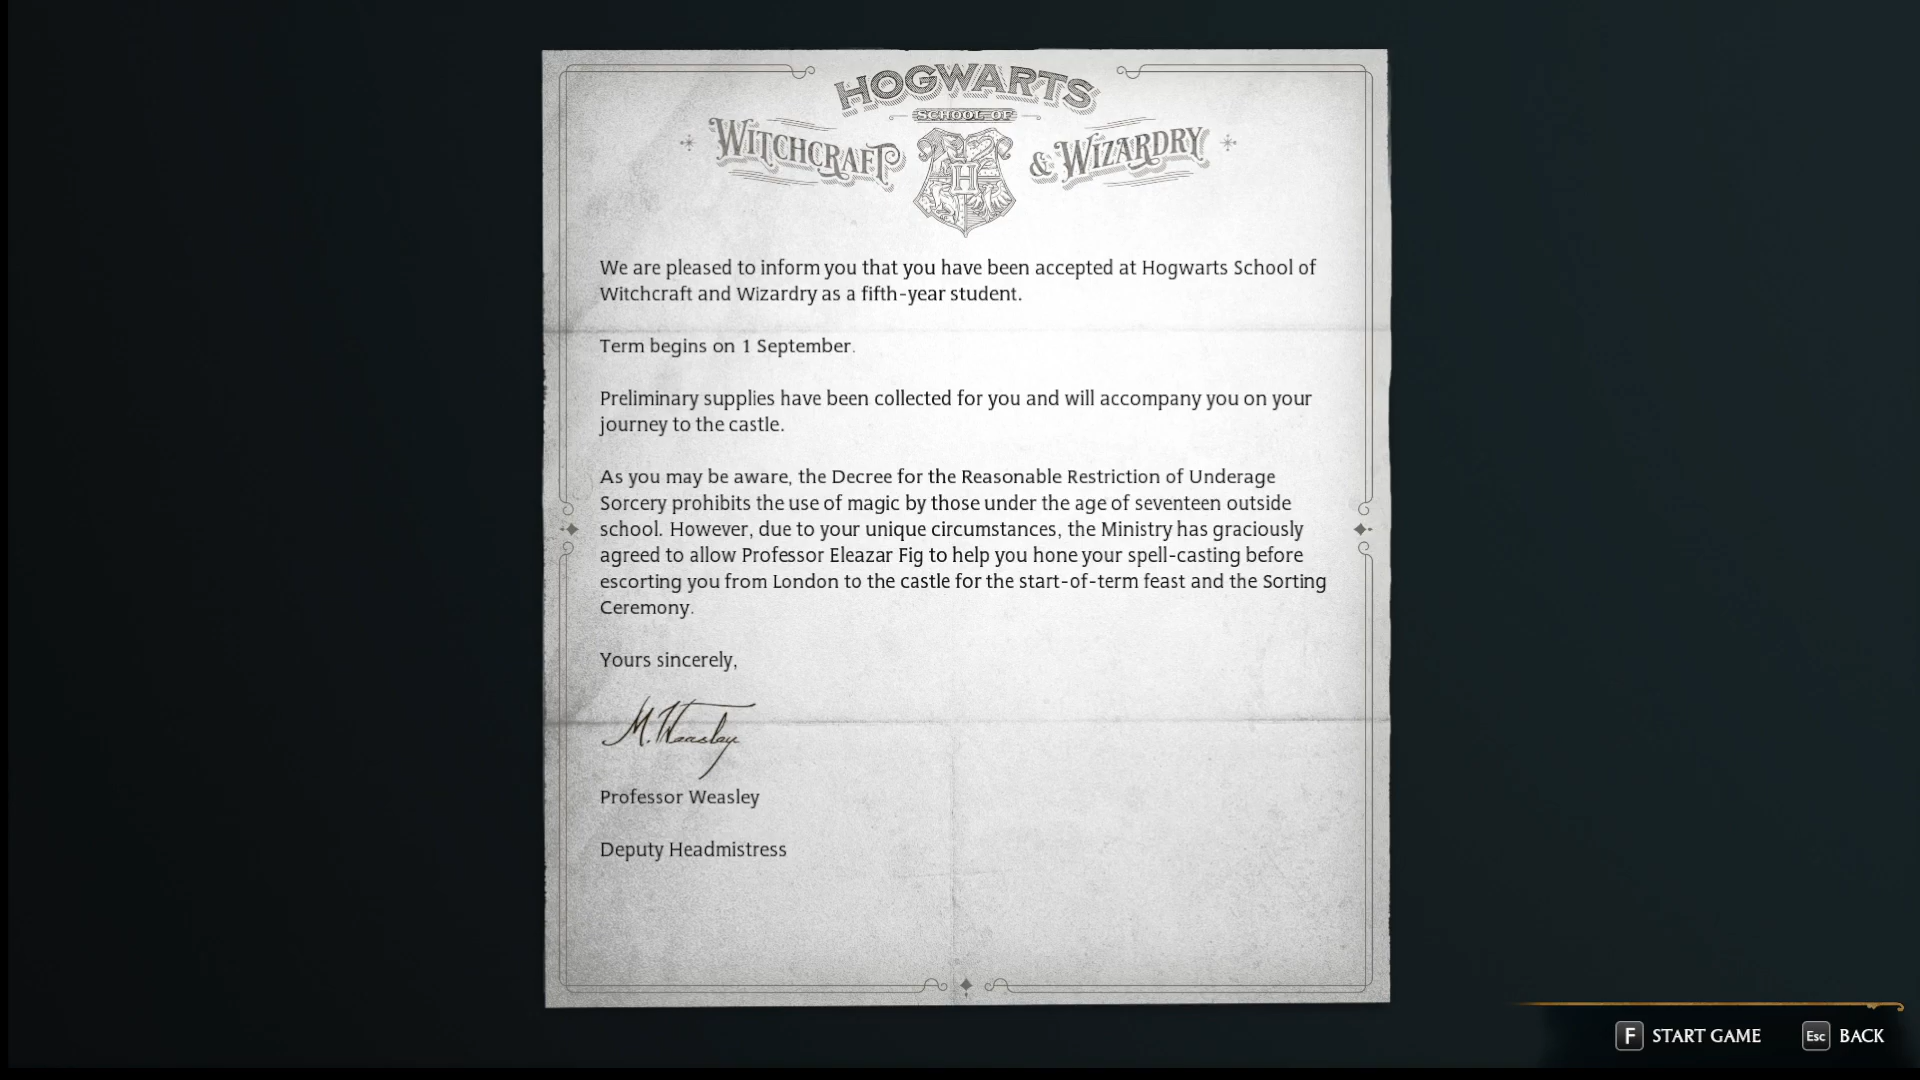 HOGWARTS
SCHOOL OF
WITCHCRAFT & WIZARDRY
H
We are pleased to inform you that you have been accepted at Hogwarts School of
Witchcraft and Wizardry as a fifth-year student.
Term begins on 1 September.
Preliminary supplies have been collected for you and will accompany you on your
journey to the castle.
As you may be aware, the Decree for the Reasonable Restriction of Underage
Sorcery prohibits the use of magic by those under the age of seventeen outside
school. However, due to your unique circumstances, the Ministry has graciously
agreed to allow Professor Eleazar Fig to help you hone your spell-casting before
escorting you from London to the castle for the start-of-term feast and the Sorting
Ceremony.
Yours sincerely,
M. Weasley
Professor Weasley
Deputy Headmistress
F START GAME Esc BACK